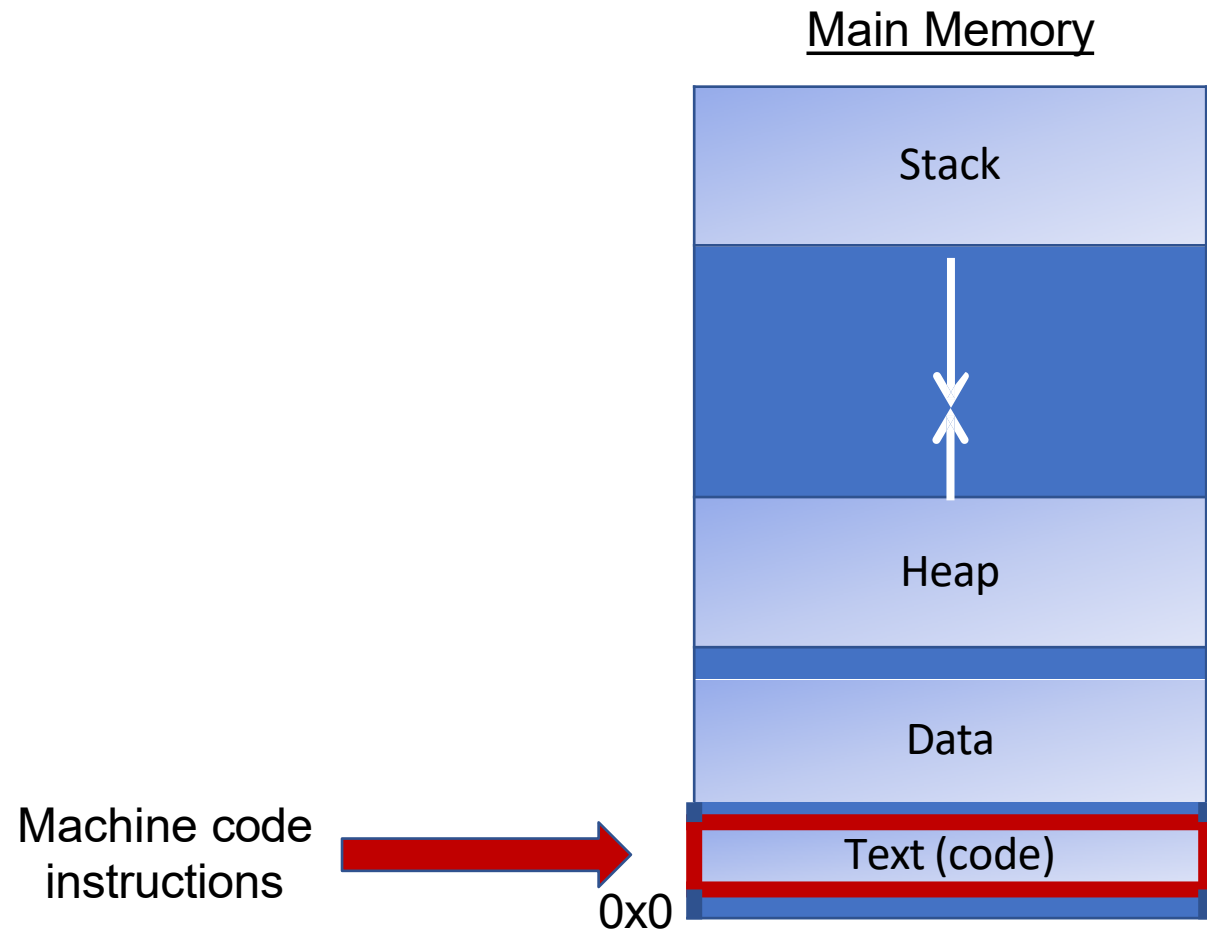 Main Memory
Stack
Heap
Data
Machine code
instructions
Text (code)
0x0